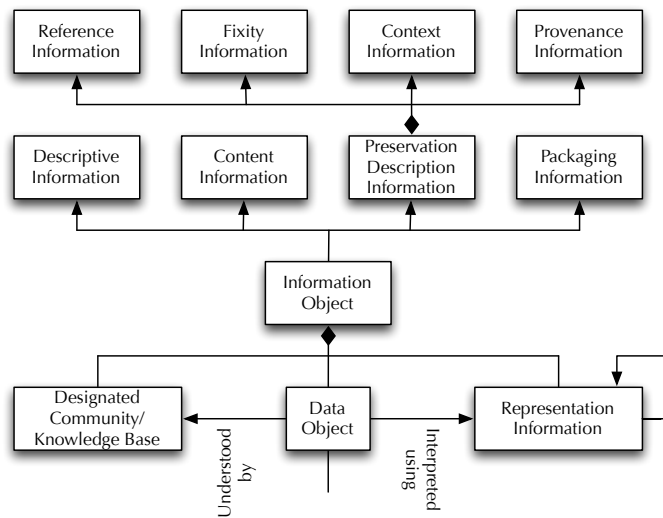 Reference
Information
Fixity
Information
Context
Information
Provenance
Information
Descriptive
Information
Content
Information
Preservation
Description
Information
Packaging
Information
Information
Object
Designated
Community/
Knowledge Base
Data
Object
Representation
Information
Understood
by
Interpreted
using